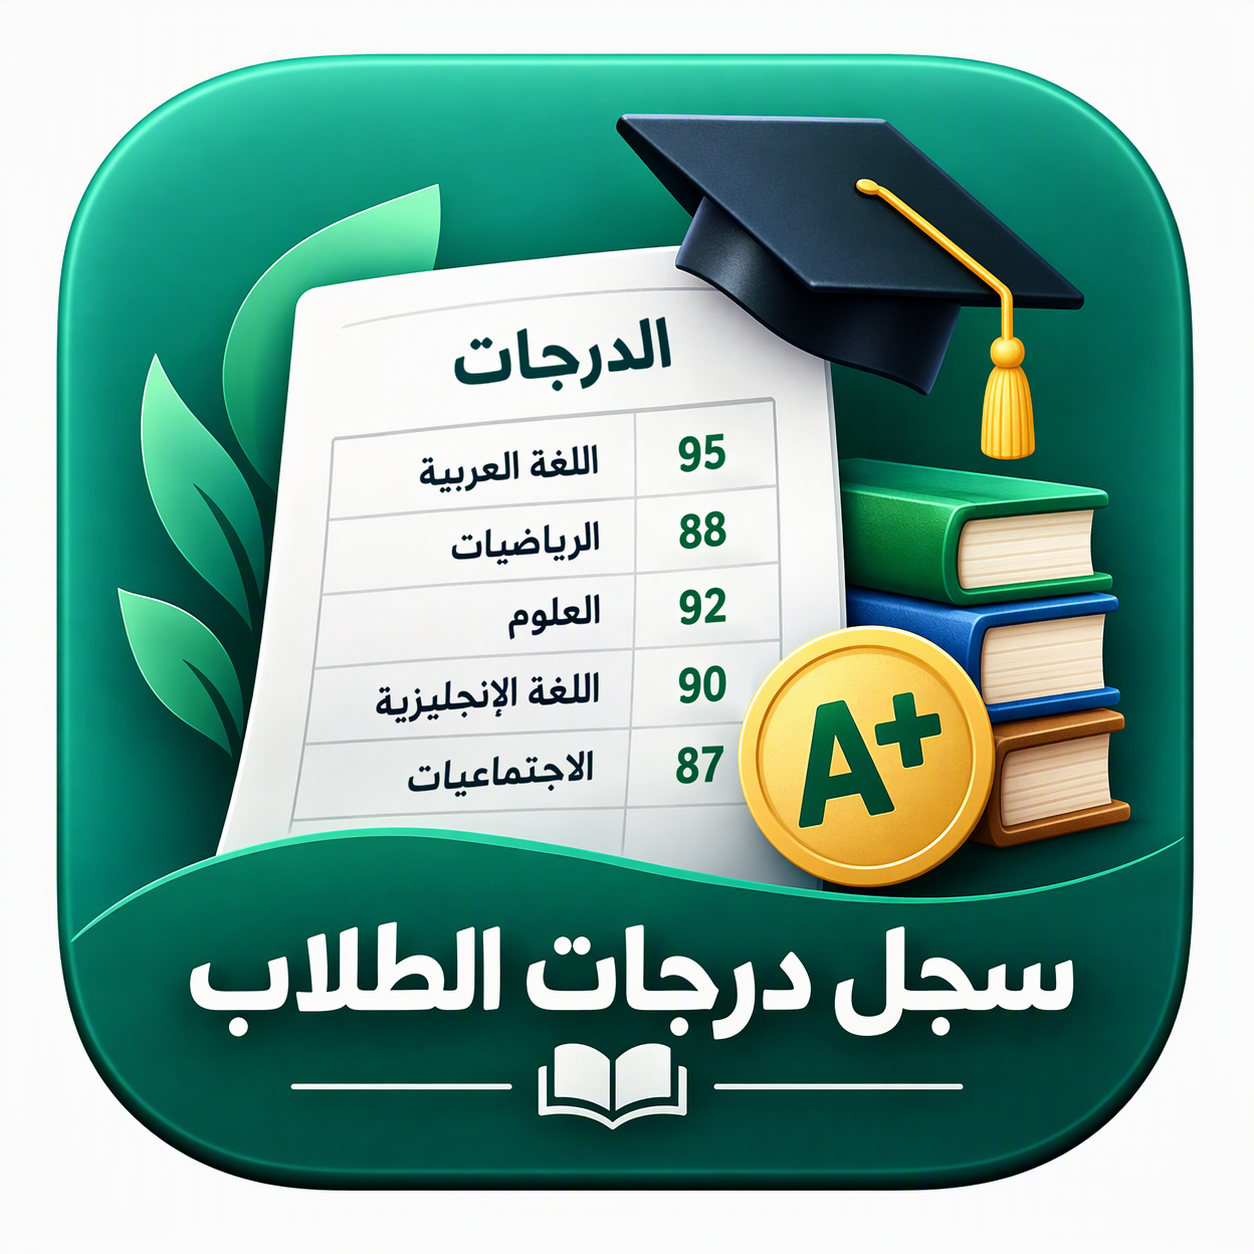 الدرجات
اللغة العربية 95
الرياضيات 88
العلوم 92
اللغة الإنجليزية 90
الاجتماعيات 87
A+
سجل درجات الطلاب